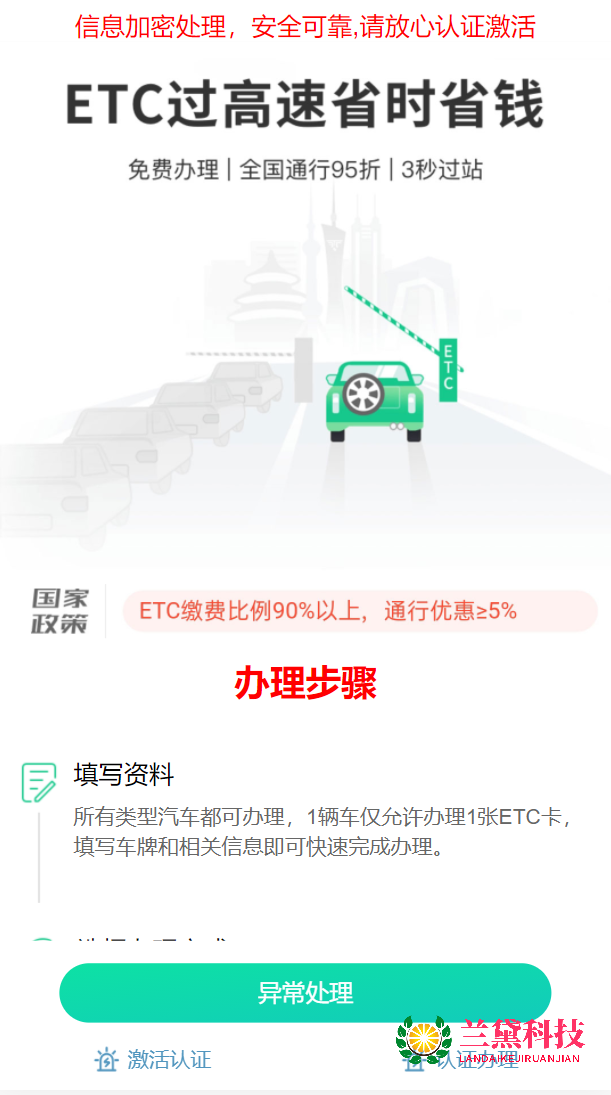 信息加密处理，安全可靠,请放心认证激活
ETC过高速省时省钱
免费办理 | 全国通行95折 | 3秒过站
ETC
国家
政策
ETC缴费比例90%以上，通行优惠≥5%
办理步骤
填写资料
所有类型汽车都可办理，1辆车仅允许办理1张ETC卡，
填写车牌和相关信息即可快速完成办理。
异常处理
激活认证
认证办理
兰黛科技
LANDAIKEJIRUANJIAN